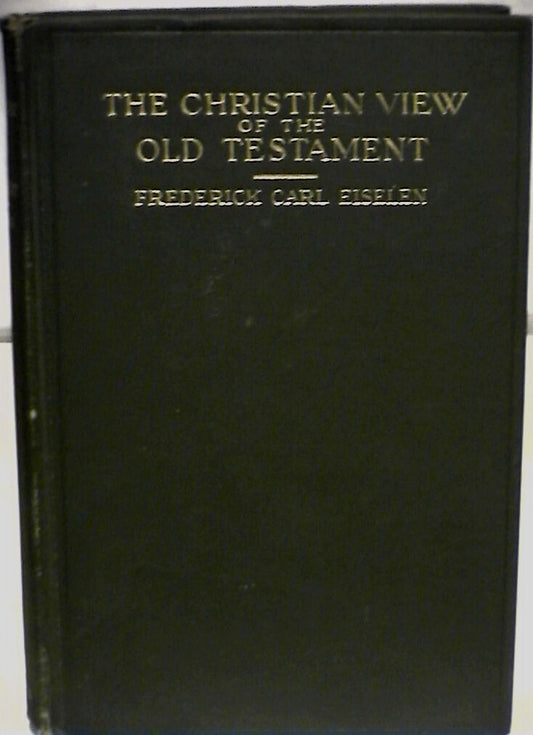 THE CHRISTIAN VIEW
OF THE
OLD TESTAMENT
FREDERICK CARL EISELEN